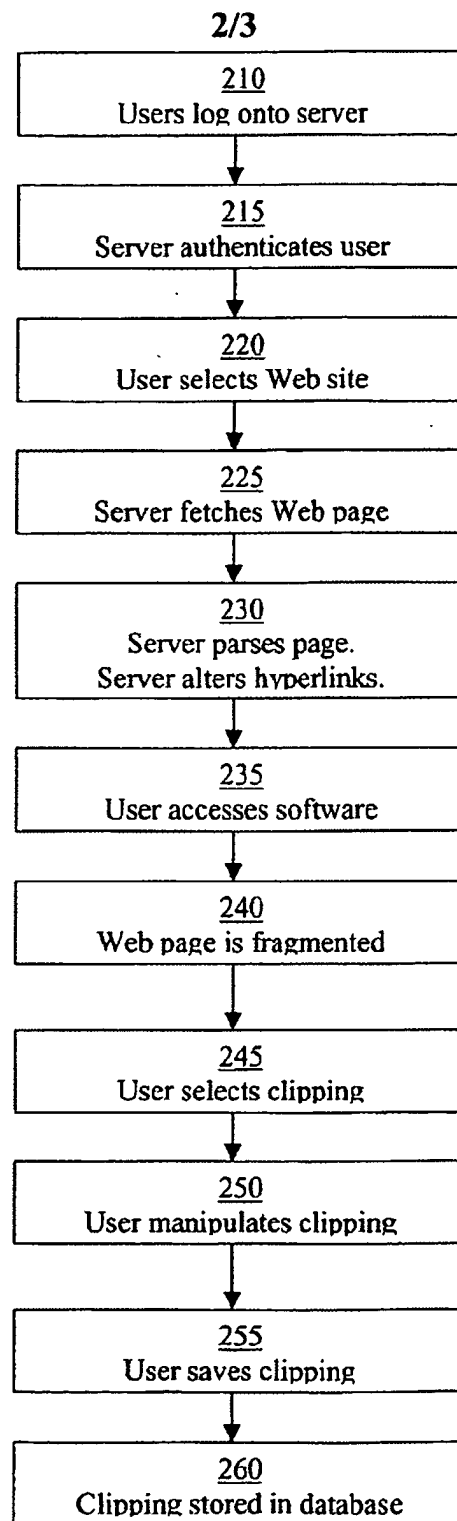 2/3
210
Users log onto server
215
Server authenticates user
220
User selects Web site
225
Server fetches Web page
230
Server parses page.
Server alters hyperlinks.
235
User accesses software
240
Web page is fragmented
245
User selects clipping
250
User manipulates clipping
255
User saves clipping
260
Clipping stored in database